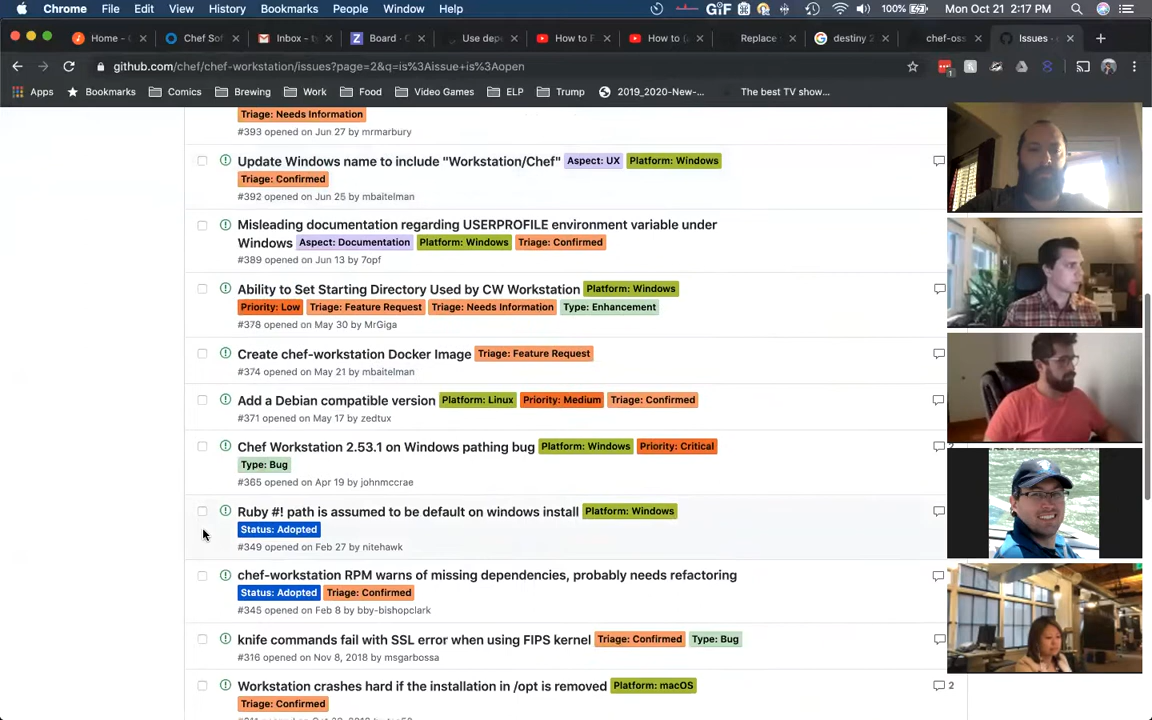 Chrome File Edit View History Bookmarks People Window Help GIF 100% Mon Oct 21 2:17 PM
Home - Chef Sof Inbox - Board - Use dep How to F How to ( Replace destiny 2 chef-oss Issues -
github.com/chef/chef-workstation/issues?page=2&q=is%3Aissue+is%3Aopen
Apps Bookmarks Comics Brewing Work Food Video Games ELP Trump 2019_2020-New-... The best TV show...
Triage: Needs Information
#393 opened on Jun 27 by mrmarbury
Update Windows name to include "Workstation/Chef" Aspect: UX Platform: Windows
Triage: Confirmed
#392 opened on Jun 25 by mbaitelman
Misleading documentation regarding USERPROFILE environment variable under
Windows Aspect: Documentation Platform: Windows Triage: Confirmed
#389 opened on Jun 13 by 7opf
Ability to Set Starting Directory Used by CW Workstation Platform: Windows
Priority: Low Triage: Feature Request Triage: Needs Information Type: Enhancement
#378 opened on May 30 by MrGiga
Create chef-workstation Docker Image Triage: Feature Request
#374 opened on May 21 by mbaitelman
Add a Debian compatible version Platform: Linux Priority: Medium Triage: Confirmed
#371 opened on May 17 by zedtux
Chef Workstation 2.53.1 on Windows pathing bug Platform: Windows Priority: Critical
Type: Bug
#365 opened on Apr 19 by johnmccrae
Ruby #! path is assumed to be default on windows install Platform: Windows
Status: Adopted
#349 opened on Feb 27 by nitehawk
chef-workstation RPM warns of missing dependencies, probably needs refactoring
Status: Adopted Triage: Confirmed
#345 opened on Feb 8 by bby-bishopclark
knife commands fail with SSL error when using FIPS kernel Triage: Confirmed Type: Bug
#316 opened on Nov 8, 2018 by msgarbossa
Workstation crashes hard if the installation in /opt is removed Platform: macOS 2
Triage: Confirmed